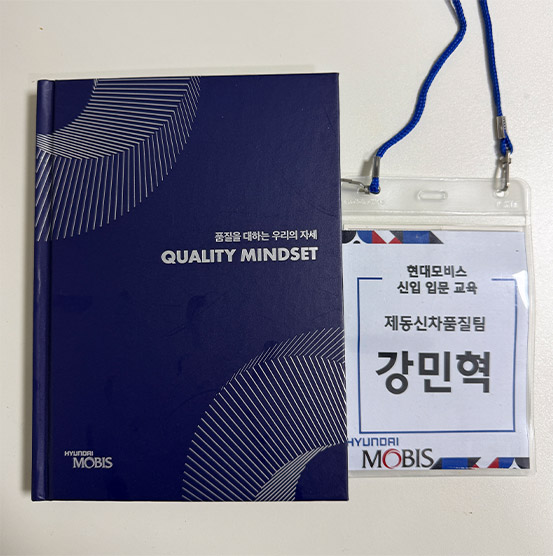 품질을 대하는 우리의 자세
QUALITY MINDSET
HYUNDAI
MOBIS
현대모비스
신입 입문 교육
제동신차품질팀
강민혁
HYUNDAI
MOBIS